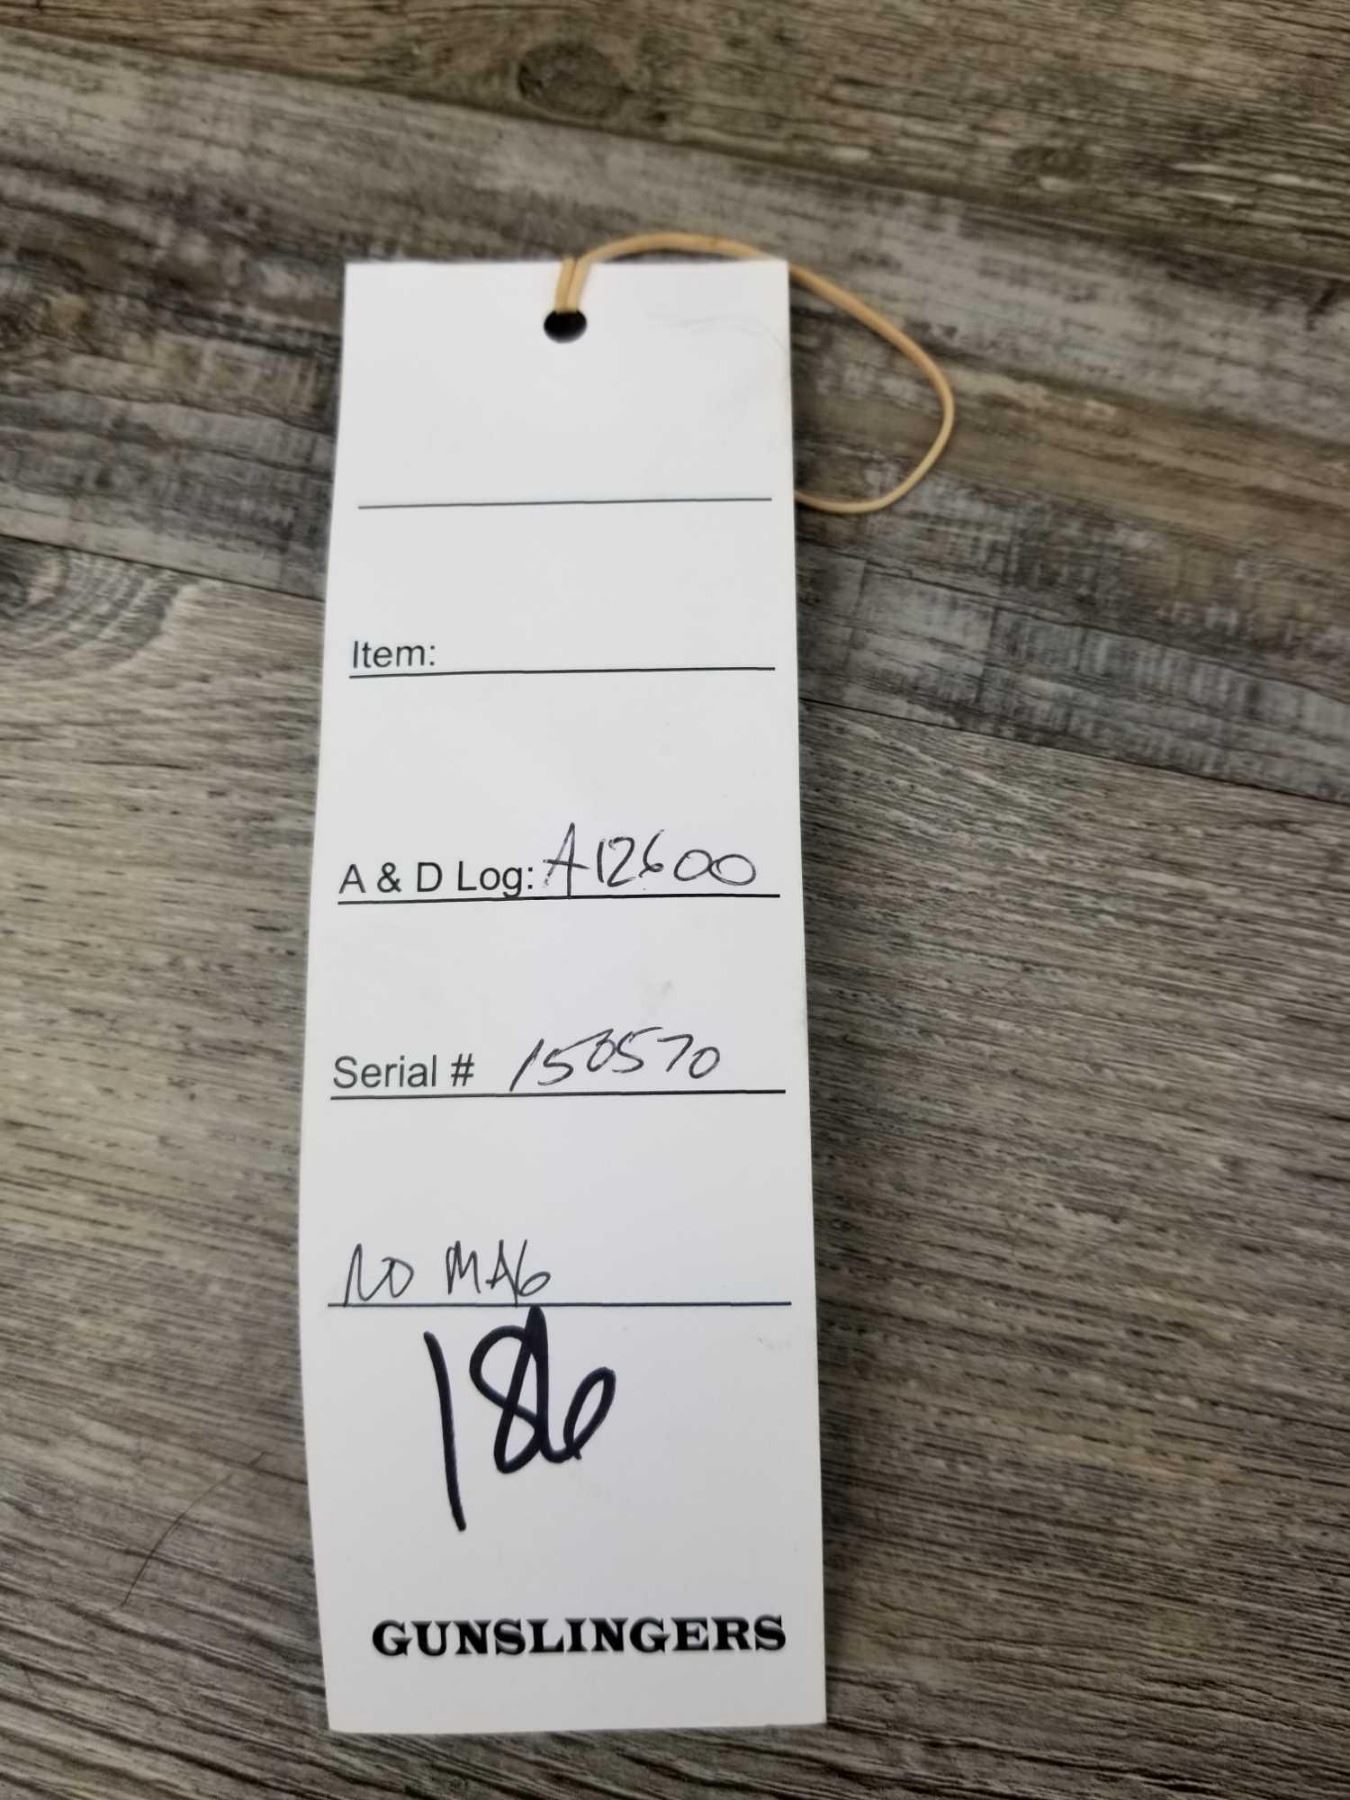 Item:
A & D Log: A12600
Serial # 150570
NO MAG
186
GUNSLINGERS